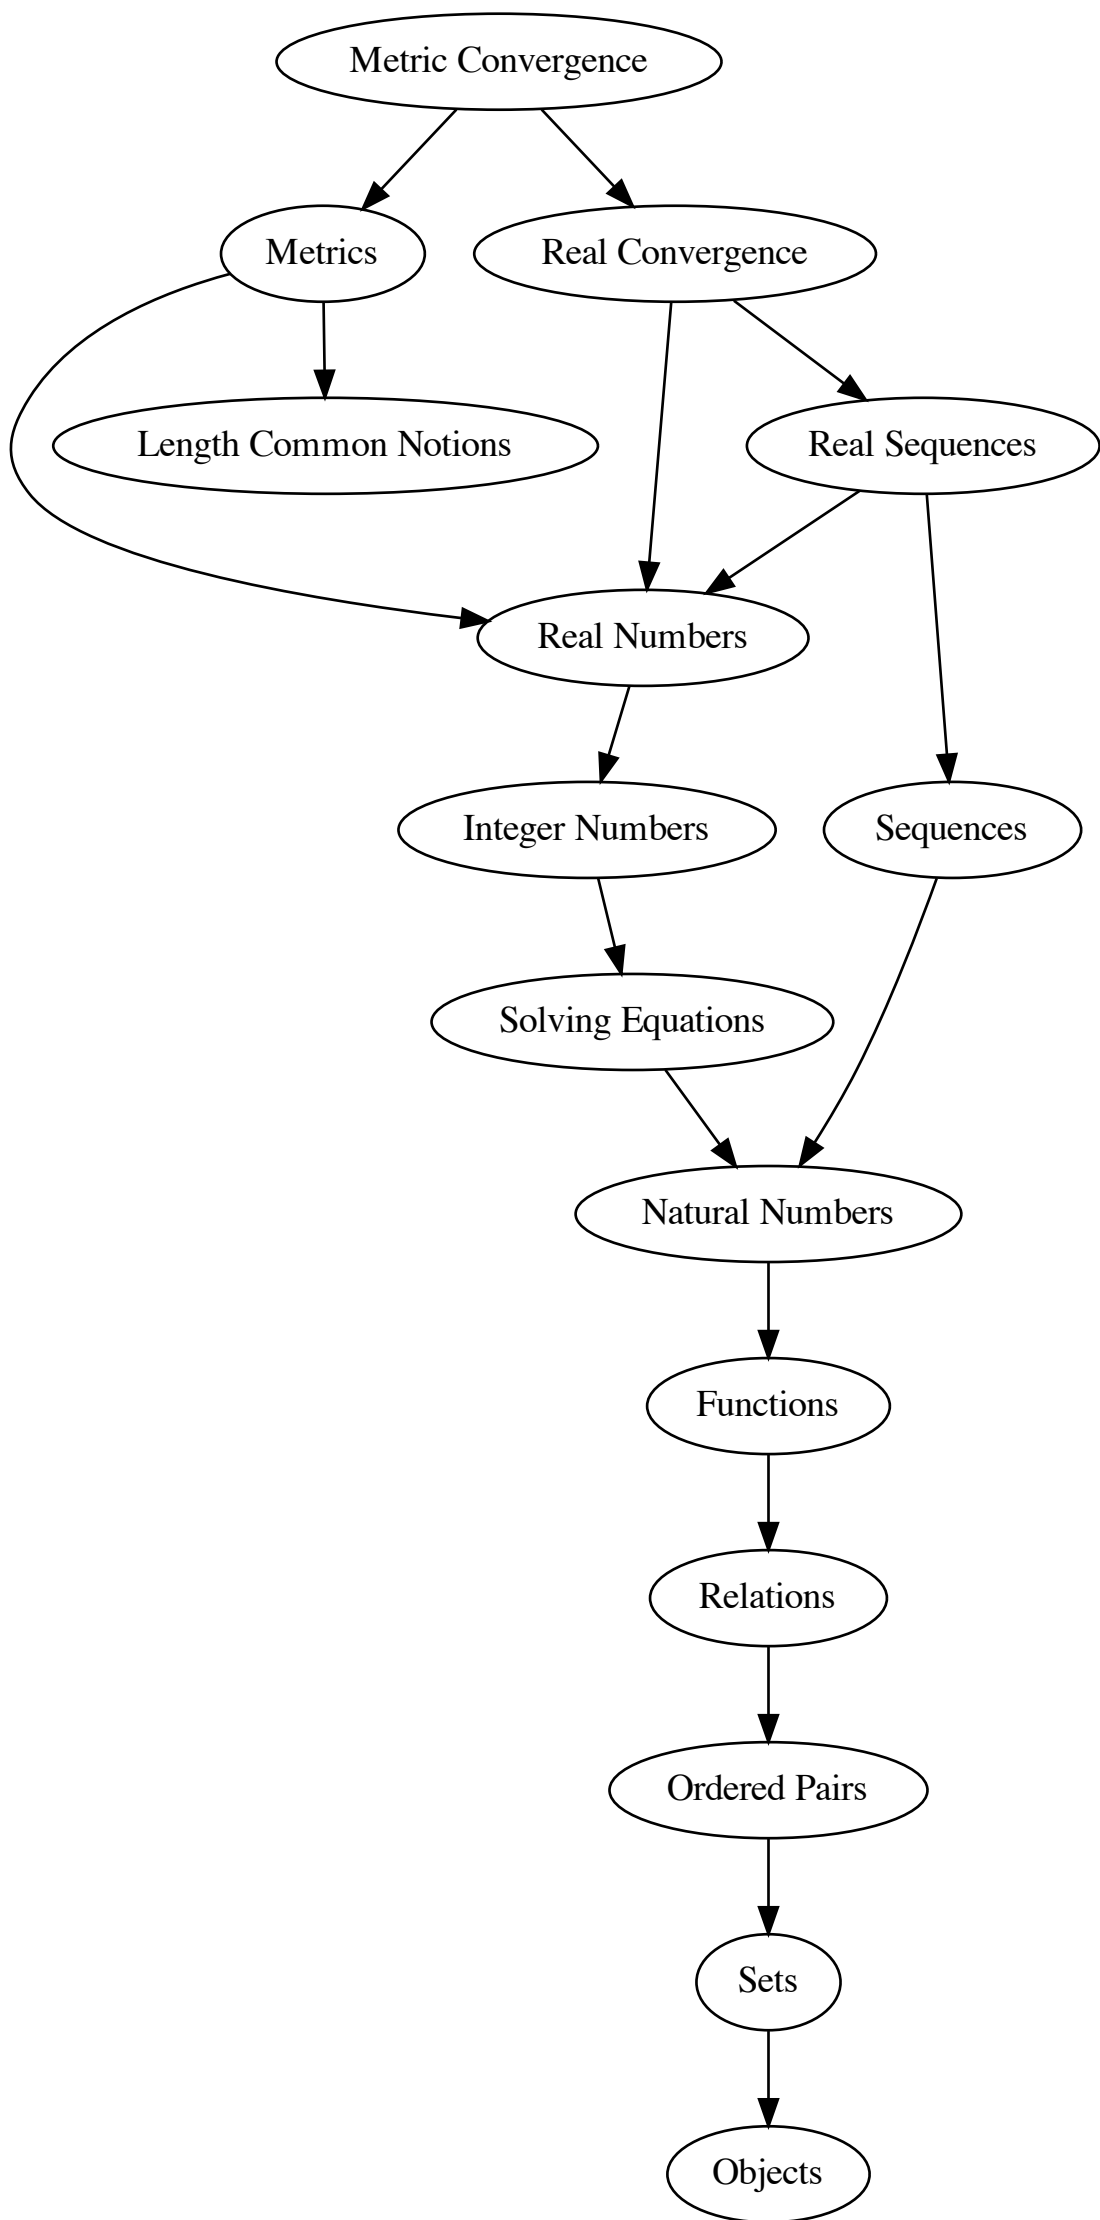 Metric Convergence
Metrics
Real Convergence
Length Common Notions
Real Sequences
Real Numbers
Integer Numbers
Sequences
Solving Equations
Natural Numbers
Functions
Relations
Ordered Pairs
Sets
Objects